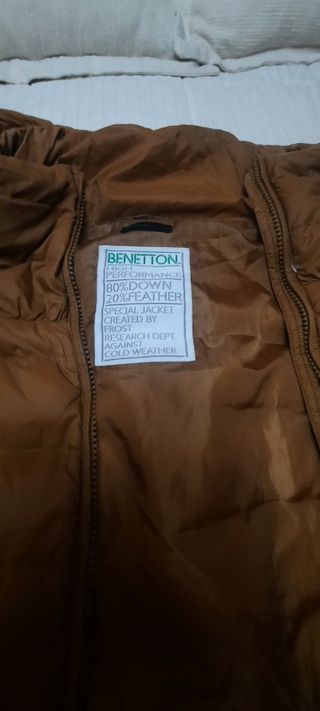 BENETTON.
HIGH
PERFORMANCE
80%DOWN
20%FEATHER
SPECIAL JACKET
CREATED BY
FROST
RESEARCH DEPT.
AGAINST
COLD WEATHER